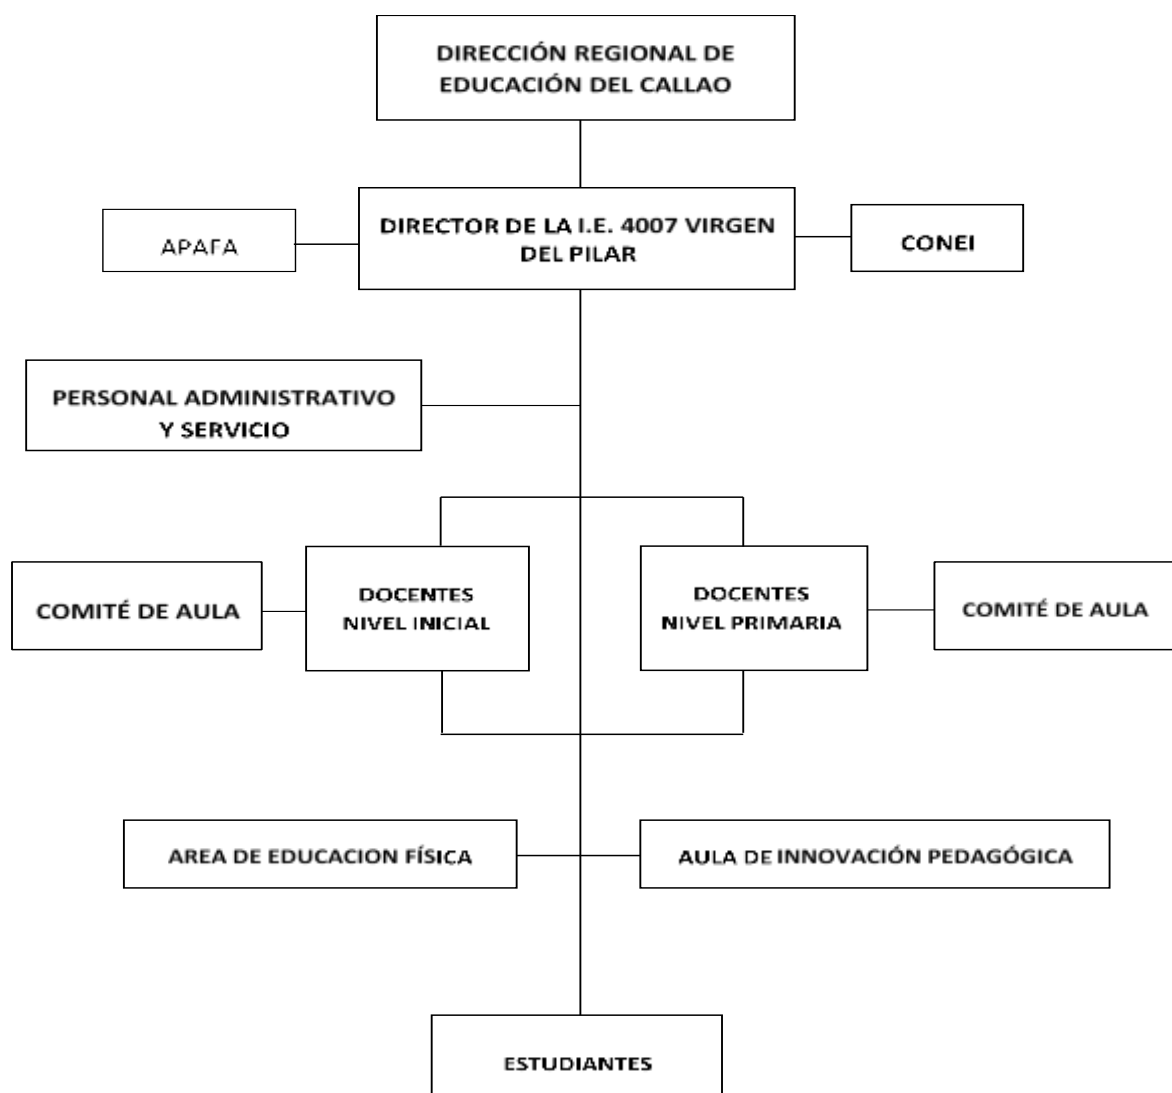 DIRECCIÓN REGIONAL DE
EDUCACIÓN DEL CALLAO
APAFA
DIRECTOR DE LA I.E. 4007 VIRGEN
DEL PILAR
CONEI
PERSONAL ADMINISTRATIVO
Y SERVICIO
COMITÉ DE AULA
DOCENTES
NIVEL INICIAL
DOCENTES
NIVEL PRIMARIA
COMITÉ DE AULA
AREA DE EDUCACION FÍSICA
AULA DE INNOVACIÓN PEDAGÓGICA
ESTUDIANTES